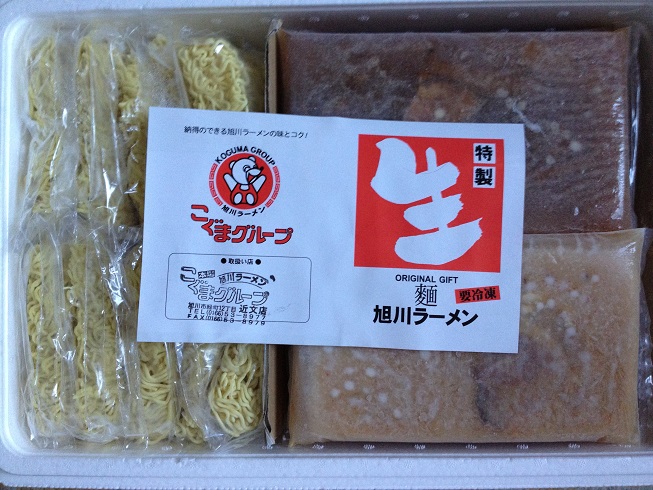 納得のできる旭川ラーメンの味とコク!
KOGUMA GROUP
旭川ラーメン
こぐまグループ
● 取扱い店 ●
旭川ラーメン
こぐまグループ
近文店
特製
生
ORIGINAL GIFT
麺 要冷凍
旭川ラーメン